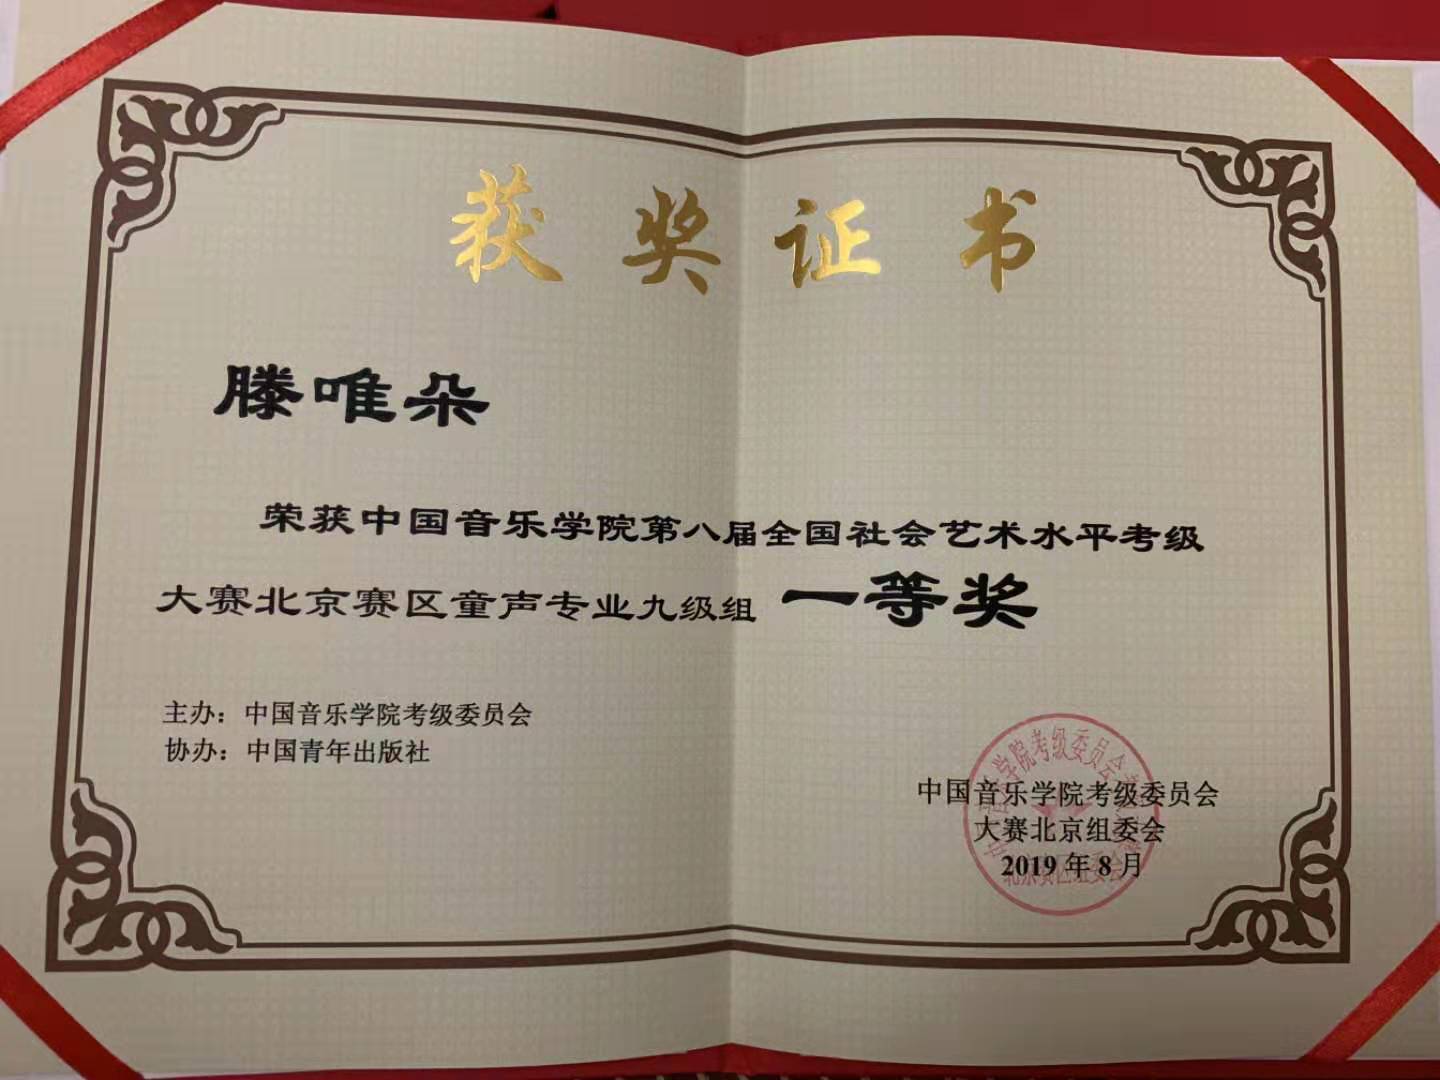 获奖证书
滕唯朵
荣获中国音乐学院第八届全国社会艺术水平考级
大赛北京赛区童声专业九级组 一等奖
主办：中国音乐学院考级委员会
协办：中国青年出版社
中国音乐学院考级委员会
大赛北京组委会
2019 年 8 月